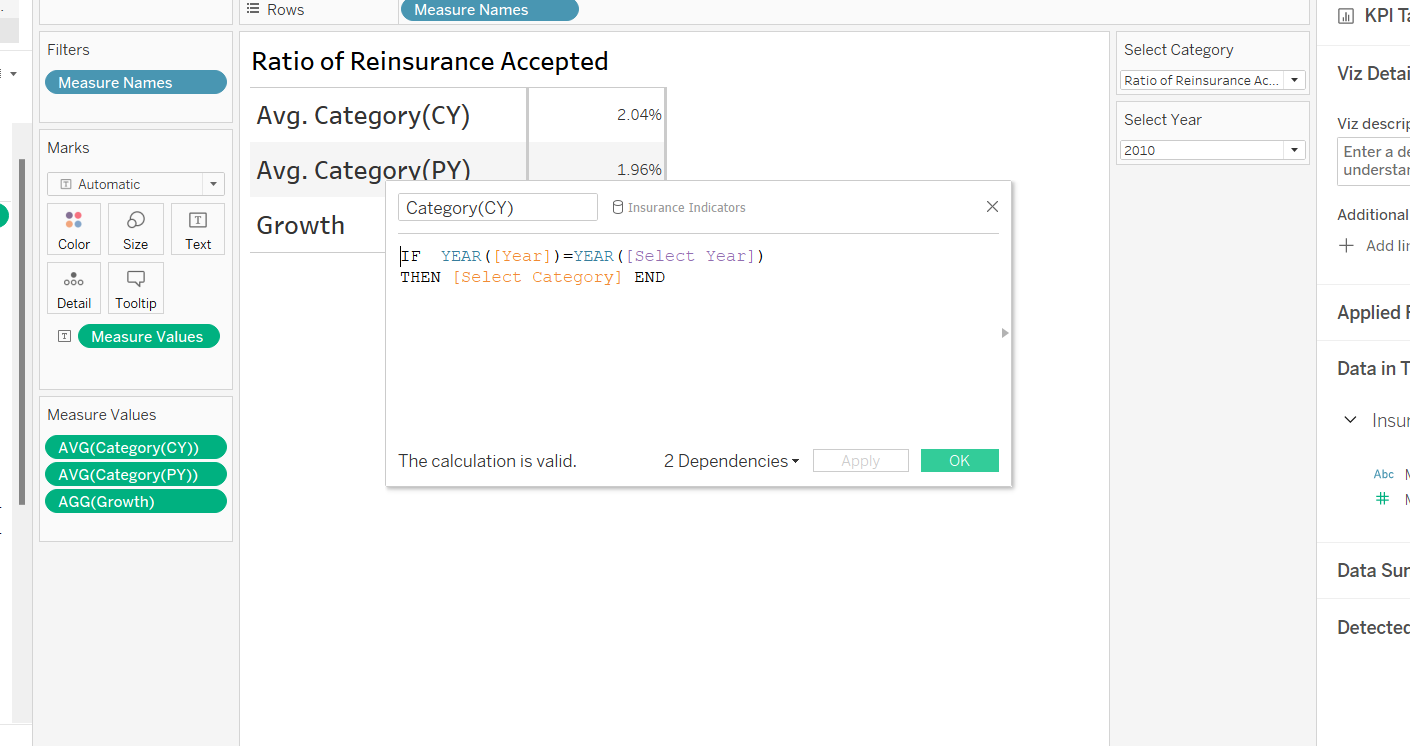 Rows
Measure Names
Filters
Measure Names
Marks
Automatic
Color
Size
Text
Detail
Tooltip
Measure Values
Measure Values
AVG(Category(CY))
AVG(Category(PY))
AGG(Growth)
Ratio of Reinsurance Accepted
Avg. Category(CY)
2.04%
Avg. Category(PY)
1.96%
Growth
Category(CY)
Insurance Indicators
IF  YEAR([Year])=YEAR([Select Year])
THEN [Select Category] END
The calculation is valid.
2 Dependencies
Apply
OK
Select Category
Ratio of Reinsurance Ac...
Select Year
2010
KPI Ta
Viz Detai
Viz descrip
Enter a de
understan
Additional
Add lin
Applied F
Data in T
Insur
Abc
Data Sur
Detected